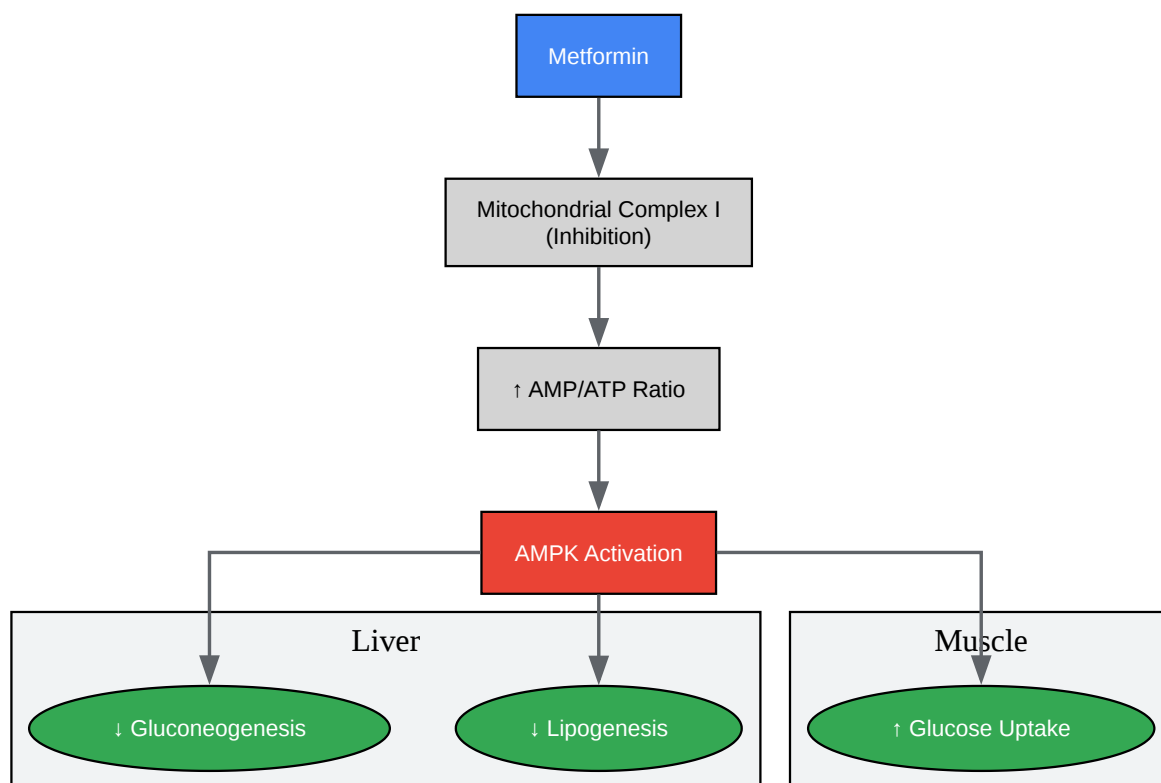 Metformin
Mitochondrial Complex I
(Inhibition)
↑ AMP/ATP Ratio
AMPK Activation
Liver
Muscle
↓ Gluconeogenesis
↓ Lipogenesis
↑ Glucose Uptake